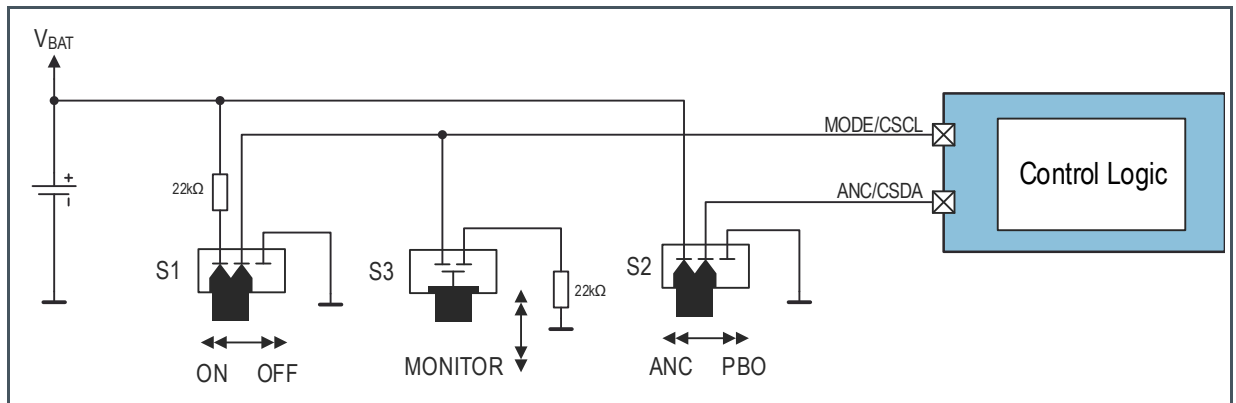 VBAT
MODE/CSCL
ANC/CSDA
Control Logic
+
22kΩ
S1
S3
22kΩ
S2
ON OFF
MONITOR
ANC PBO